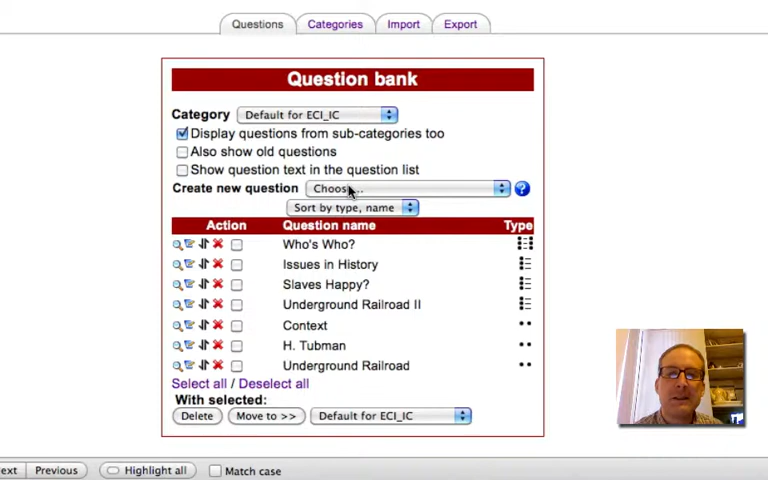 Questions Categories Import Export
Question bank
Category Default for ECI_IC
Display questions from sub-categories too
Also show old questions
Show question text in the question list
Create new question
Sort by type, name
Action Question name Type
Who's Who?
Issues in History
Slaves Happy?
Underground Railroad II
Context
H. Tubman
Underground Railroad
Select all / Deselect all
With selected:
Delete Move to >> Default for ECI_IC
Previous Highlight all Match case